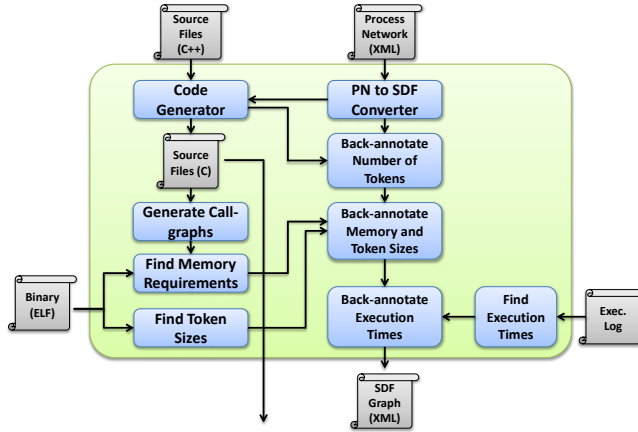 Source
Files
(C++)
Process
Network
(XML)
Code
Generator
PN to SDF
Converter
Source
Files (C)
Back-annotate
Number of
Tokens
Generate Call-
graphs
Back-annotate
Memory and
Token Sizes
Find Memory
Requirements
Binary
(ELF)
Find Token
Sizes
Back-annotate
Execution
Times
Find
Execution
Times
Exec.
Log
SDF
Graph
(XML)